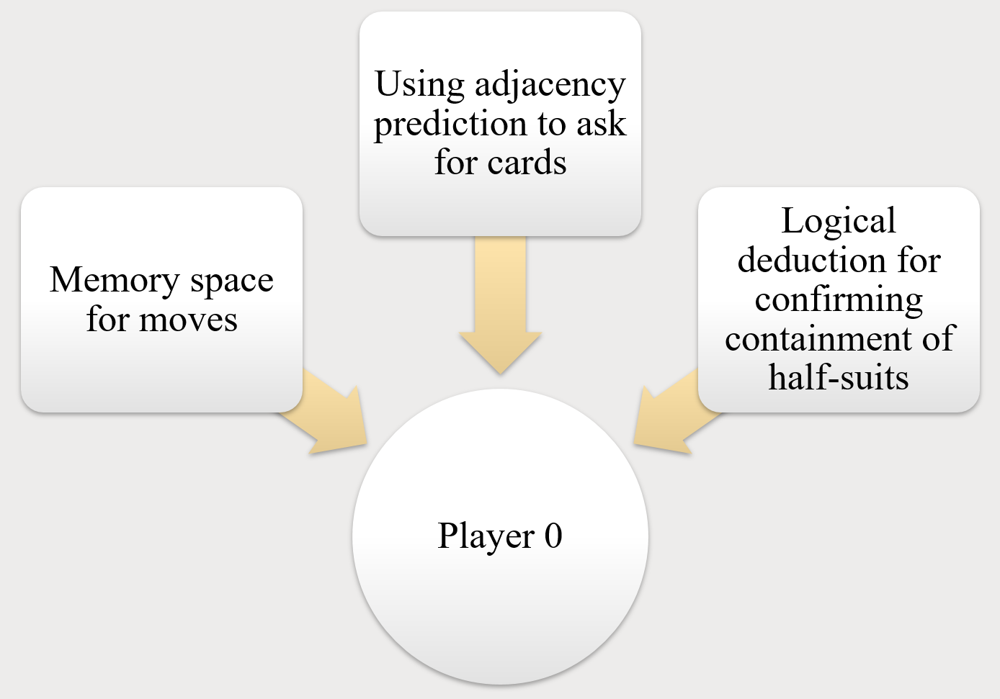 Using adjacency
prediction to ask
for cards
Memory space
for moves
Logical
deduction for
confirming
containment of
half-suits
Player 0